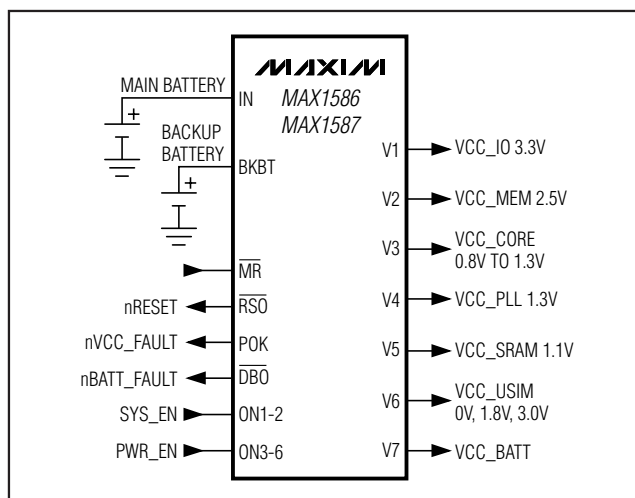 MAXIM
MAX1586
MAX1587
MAIN BATTERY
+
IN
BACKUP
BATTERY
+
BKBT
MR
nRESET
RSO
nVCC_FAULT
POK
nBATT_FAULT
DBO
SYS_EN
ON1-2
PWR_EN
ON3-6
V1
VCC_IO 3.3V
V2
VCC_MEM 2.5V
V3
VCC_CORE
0.8V TO 1.3V
V4
VCC_PLL 1.3V
V5
VCC_SRAM 1.1V
V6
VCC_USIM
0V, 1.8V, 3.0V
V7
VCC_BATT